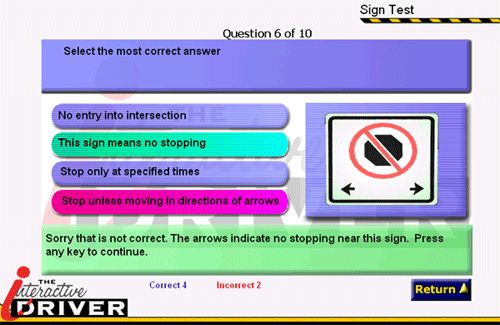 Sign Test
Question 6 of 10
Select the most correct answer
No entry into intersection
This sign means no stopping
Stop only at specified times
Stop unless moving in directions of arrows
Sorry that is not correct. The arrows indicate no stopping near this sign. Press
any key to continue.
THE
interactive
DRIVER
Correct 4
Incorrect 2
Return